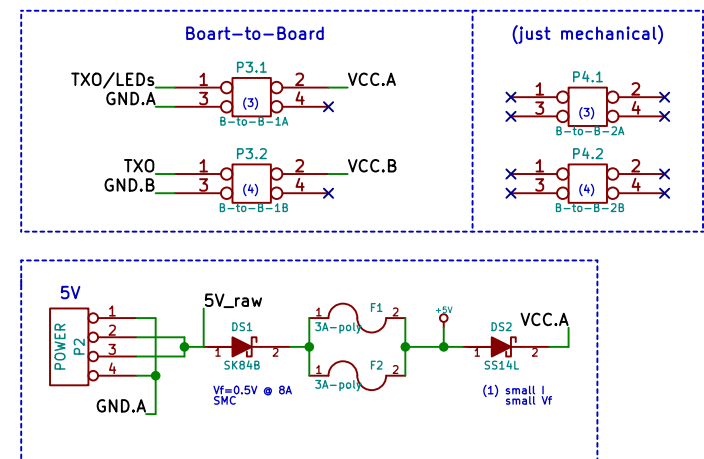 Boart-to-Board
(just mechanical)
P3.1
TXO/LEDs 1 2 VCC.A
GND.A 3 (3) 4
B-to-B-1A
P4.1
1 2
3 (3) 4
B-to-B-2A
P3.2
TXO 1 2 VCC.B
GND.B 3 (4) 4
B-to-B-1B
P4.2
1 2
3 (4) 4
B-to-B-2B
5V
POWER
P2
1
2
3
4
GND.A
5V_raw
DS1
1 2
SK84B
Vf=0.5V @ 8A
SMC
F1
1 2
3A-poly
F2
1 2
3A-poly
+5V
DS2
1 2
SS14L
VCC.A
(1) small I
small Vf